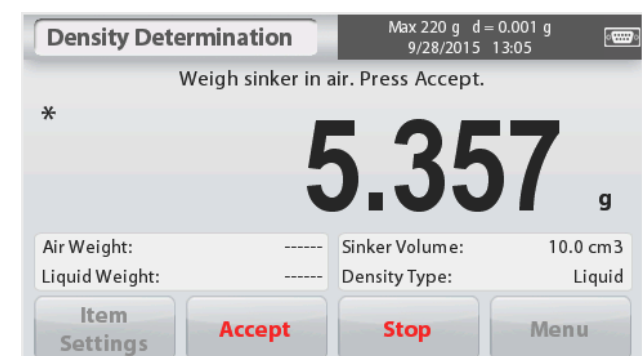 Density Determination
Max 220 g d = 0.001 g
9/28/2015 13:05
Weigh sinker in air. Press Accept.
*
5.357 g
Air Weight: ------
Liquid Weight: ------
Sinker Volume: 10.0 cm3
Density Type: Liquid
Item
Settings
Accept
Stop
Menu